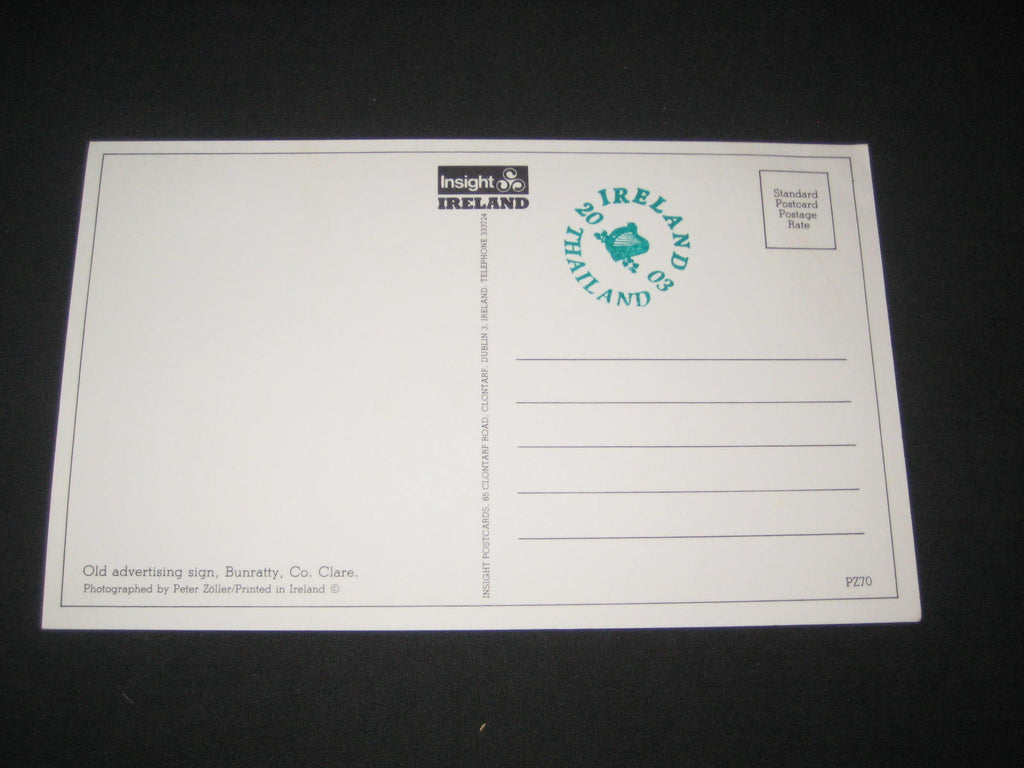 Insight
IRELAND
IRELAND
20 03
THAILAND
Standard
Postcard
Postage
Rate
INSIGHT POSTCARDS. 85 CLONTARF ROAD, CLONTARF. DUBLIN 3. IRELAND. TELEPHONE 333724
Old advertising sign, Bunratty, Co. Clare.
Photographed by Peter Zöller/Printed in Ireland ©
PZ70